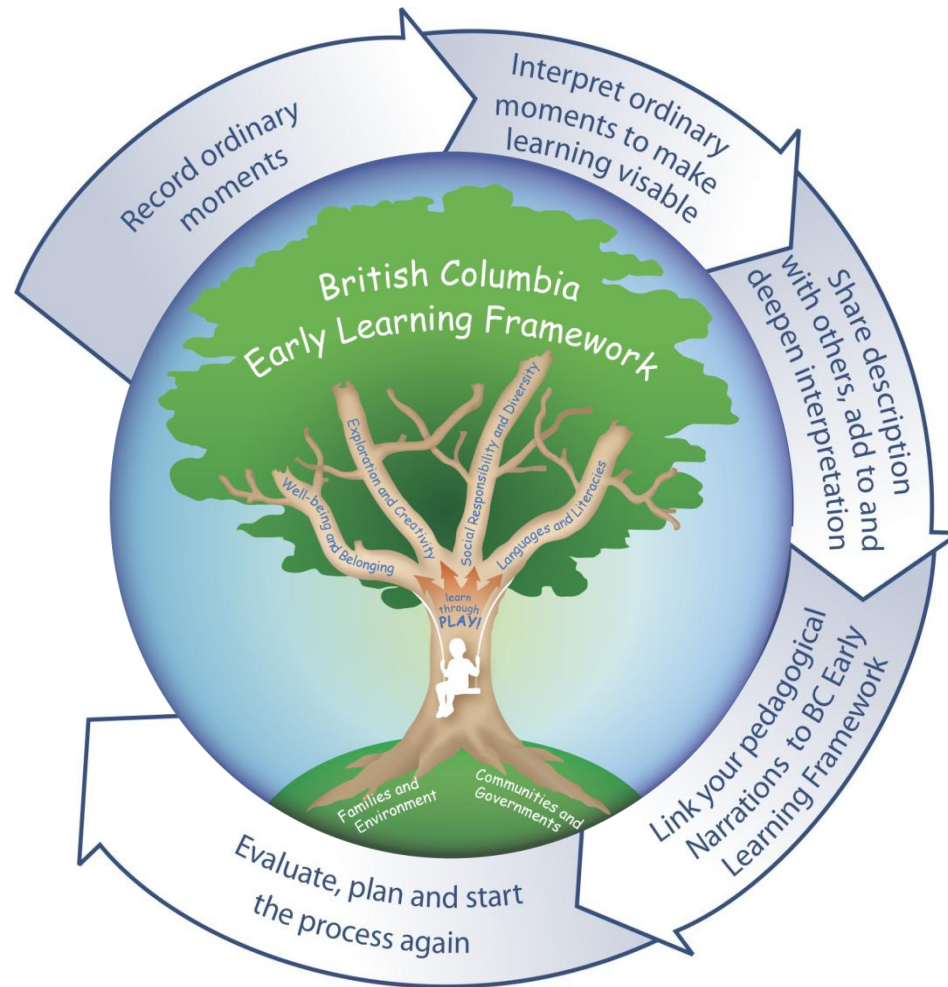 Record ordinary
moments
Interpret ordinary
moments to make
learning visable
Share description
with others, add to and
deepen interpretation
Link your pedagogical
Narrations to BC Early
Learning Framework
Evaluate, plan and start
the process again
British Columbia
Early Learning Framework
Well-being and Belonging
Exploration and Creativity
Social Responsibility and Diversity
Languages and Literacies
learn
through
PLAY!
Families and
Environment
Communities and
Governments